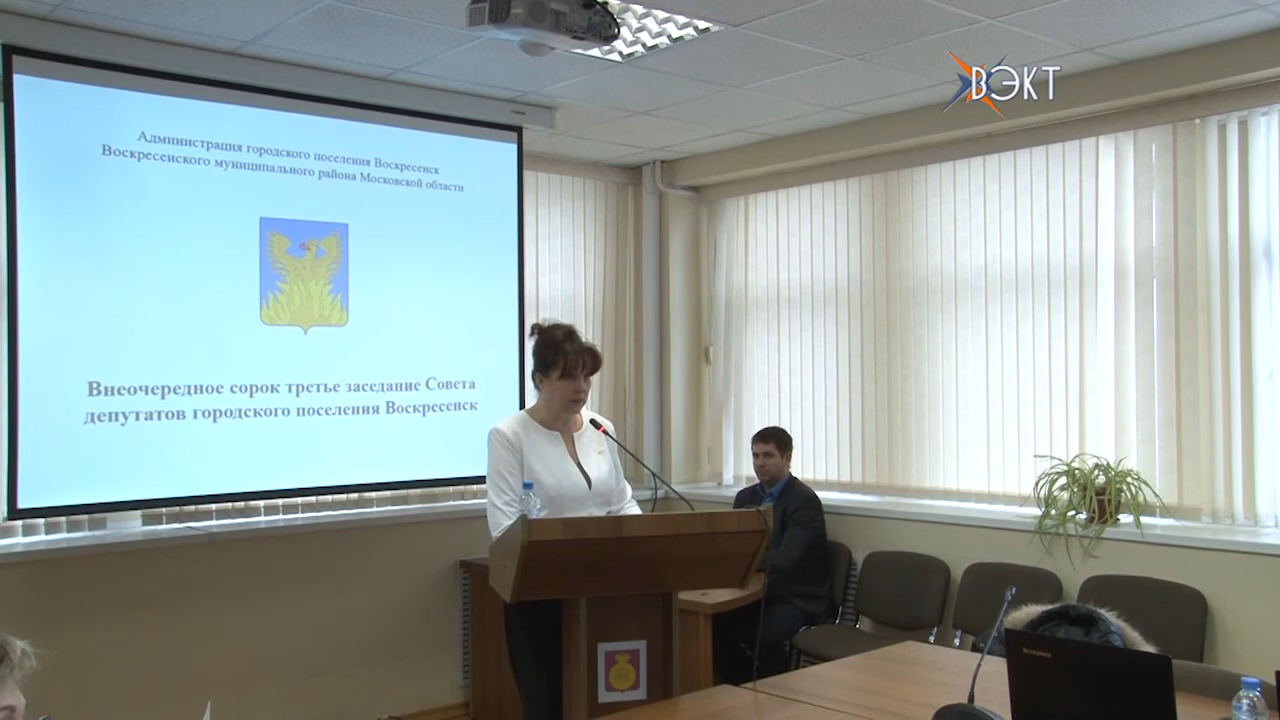 ВЭКТ
Администрация городского поселения Воскресенск
Воскресенского муниципального района Московской области
Внеочередное сорок третье заседание Совета
депутатов городского поселения Воскресенск
lenovo